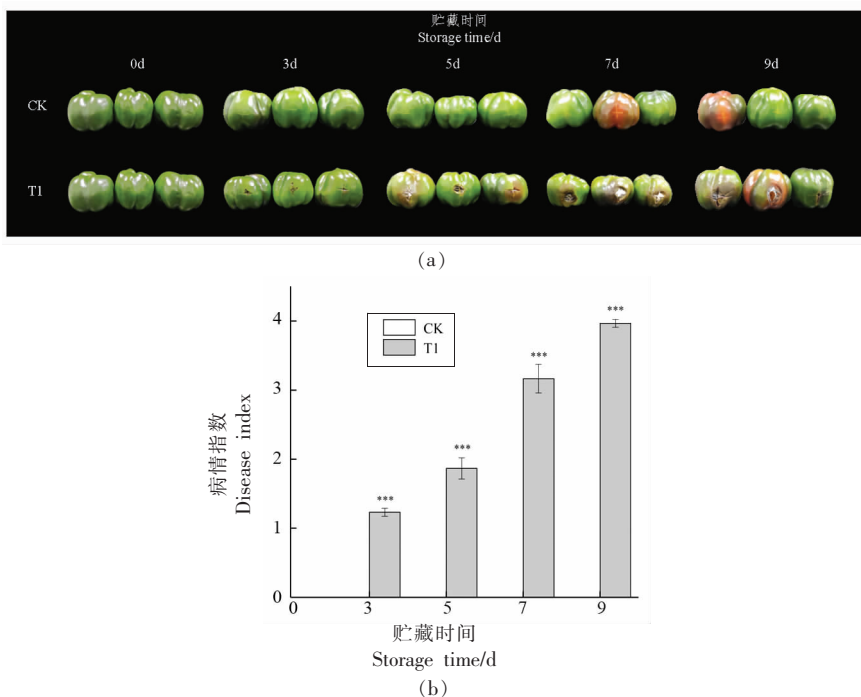 贮藏时间
Storage time/d
0d 3d 5d 7d 9d
CK
T1
(a)
4
3
2
1
0
病情指数
Disease index
CK
T1
***
***
***
***
0 3 5 7 9
贮藏时间
Storage time/d
(b)